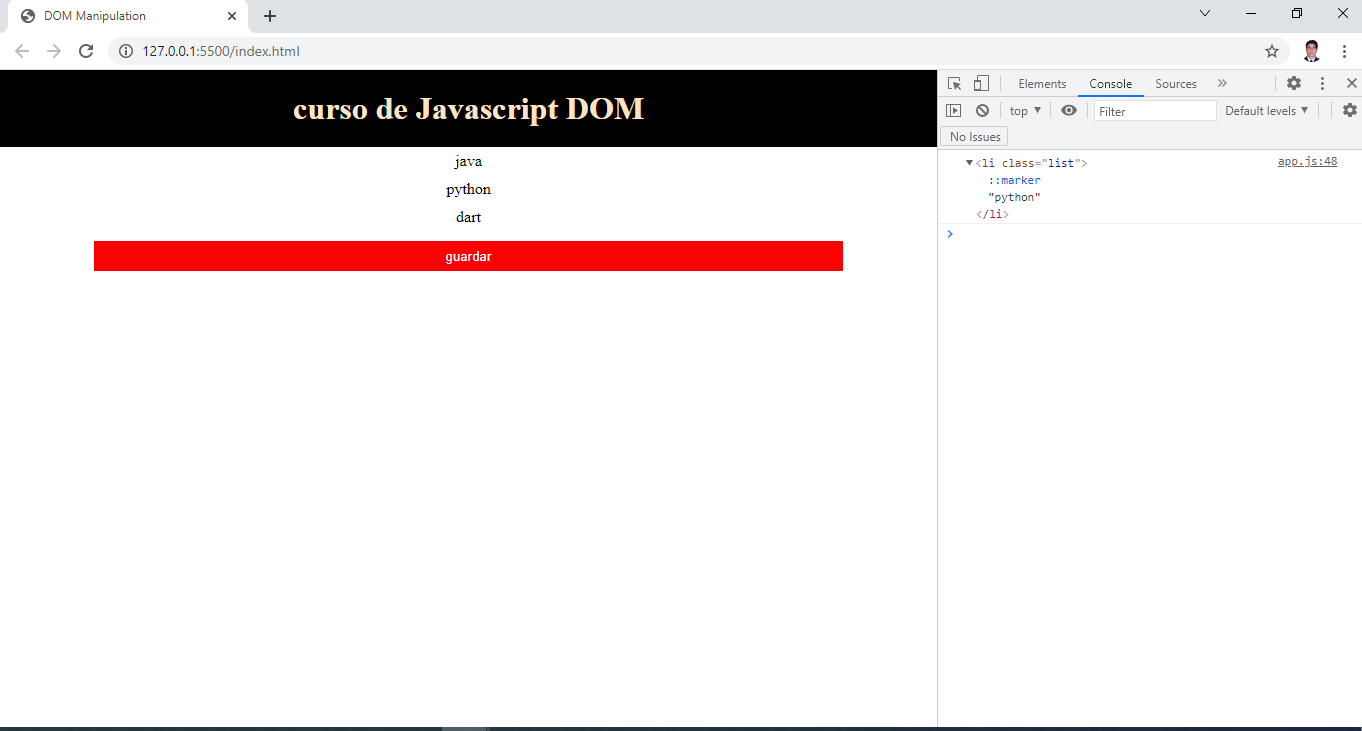 DOM Manipulation
127.0.0.1:5500/index.html
curso de Javascript DOM
java
python
dart
guardar
Elements Console Sources
top Filter Default levels
No Issues
<li class="list"> app.js:48
::marker
"python"
</li>